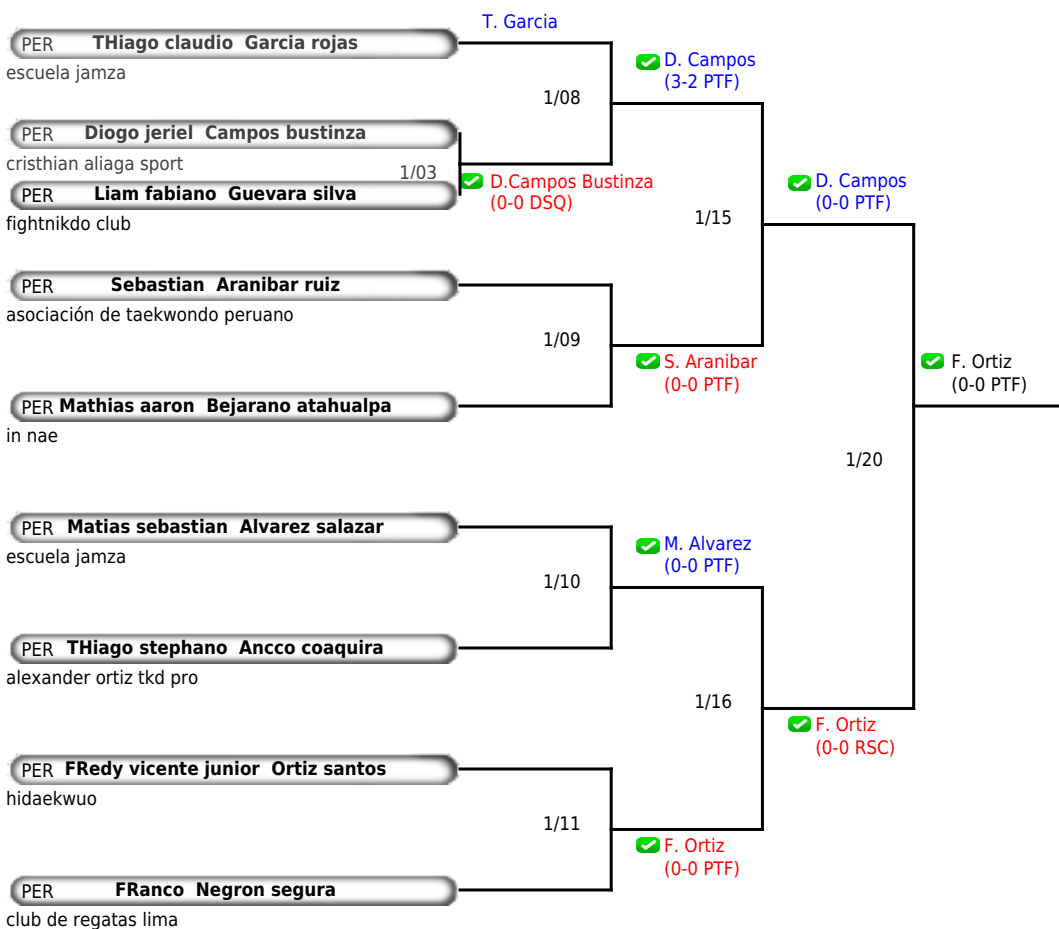 T. Garcia
PER THiago claudio Garcia rojas
escuela jamza
D. Campos
(3-2 PTF)
1/08
PER Diogo jeriel Campos bustinza
cristhian aliaga sport
1/03
PER Liam fabiano Guevara silva
fightnikdo club
D.Campos Bustinza
(0-0 DSQ)
D. Campos
(0-0 PTF)
1/15
PER Sebastian Aranibar ruiz
asociación de taekwondo peruano
1/09
S. Aranibar
(0-0 PTF)
F. Ortiz
(0-0 PTF)
PER Mathias aaron Bejarano atahualpa
in nae
1/20
PER Matias sebastian Alvarez salazar
escuela jamza
M. Alvarez
(0-0 PTF)
1/10
PER THiago stephano Ancco coaquira
alexander ortiz tkd pro
1/16
F. Ortiz
(0-0 RSC)
PER FRedy vicente junior Ortiz santos
hidaekwuo
1/11
F. Ortiz
(0-0 PTF)
PER FRanco Negron segura
club de regatas lima